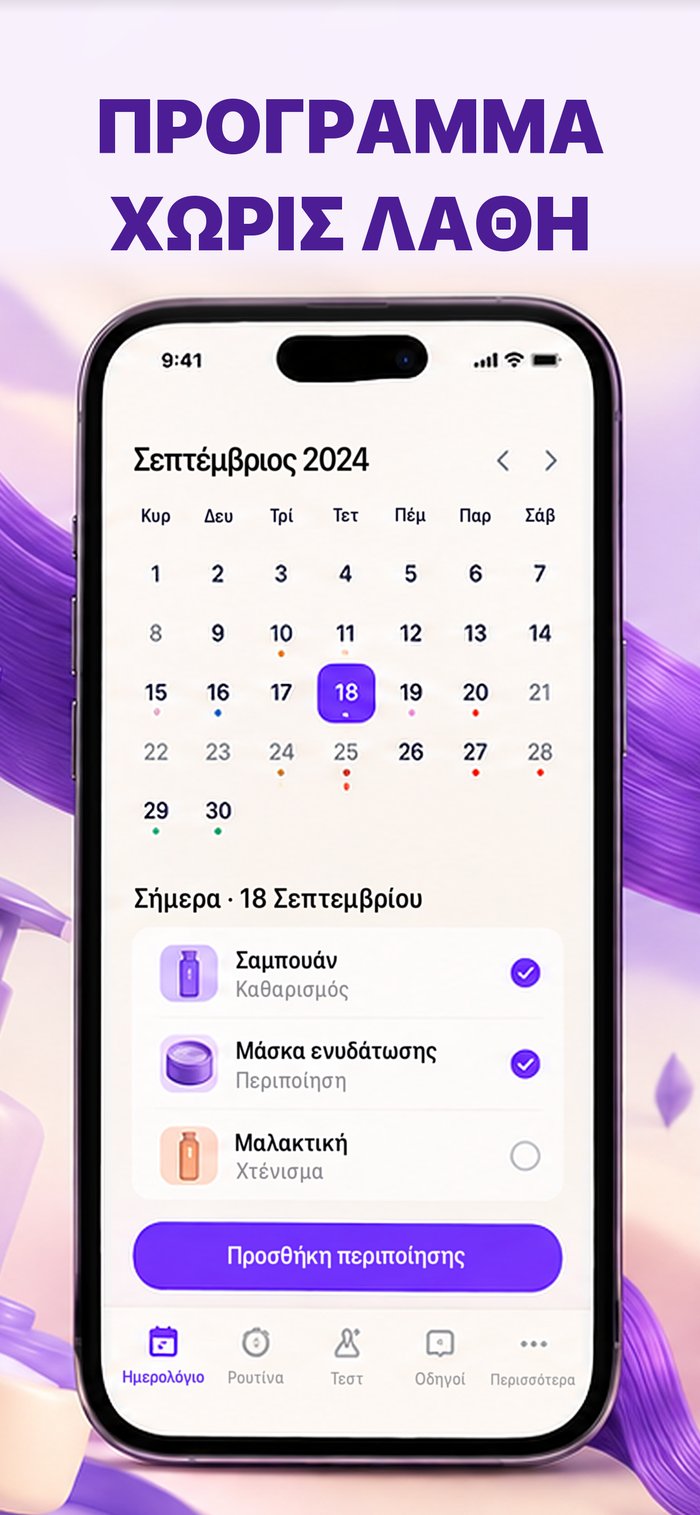 ΠΡΟΓΡΑΜΜΑ
ΧΩΡΙΣ ΛΑΘΗ
9:41
Σεπτέμβριος 2024
Κυρ Δευ Τρί Τετ Πέμ Παρ Σάβ
1 2 3 4 5 6 7
8 9 10 11 12 13 14
15 16 17 18 19 20 21
22 23 24 25 26 27 28
29 30
Σήμερα · 18 Σεπτεμβρίου
Σαμπουάν
Καθαρισμός
Μάσκα ενυδάτωσης
Περιποίηση
Μαλακτική
Χτένισμα
Προσθήκη περιποίησης
Ημερολόγιο Ρουτίνα Τεστ Οδηγοί Περισσότερα